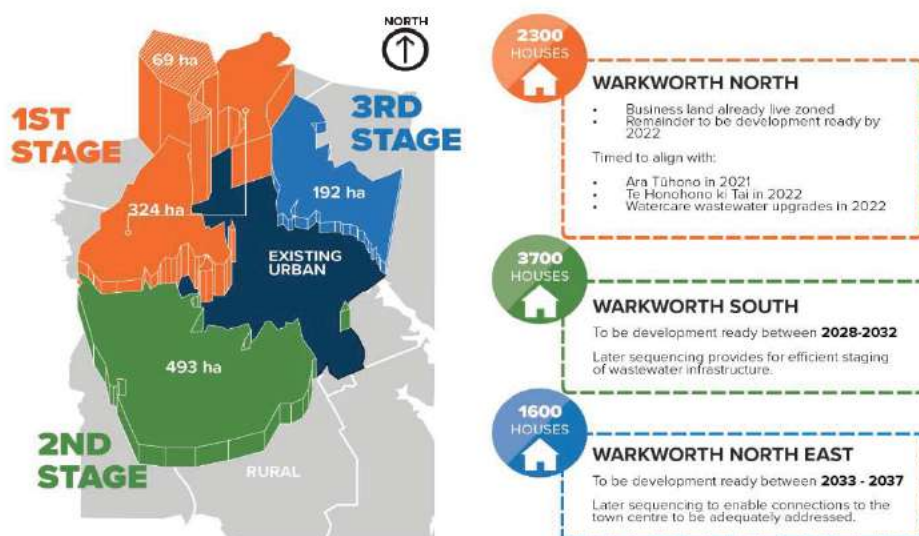 NORTH
69 ha
1ST
STAGE
3RD
STAGE
324 ha
192 ha
EXISTING
URBAN
493 ha
2ND
STAGE
RURAL
2300
HOUSES
WARKWORTH NORTH
• Business land already live zoned
• Remainder to be development ready by
2022
Timed to align with:
• Ara Tūhono in 2021
• Te Honohono ki Tai in 2022
• Watercare wastewater upgrades in 2022
3700
HOUSES
WARKWORTH SOUTH
To be development ready between 2028-2032
Later sequencing provides for efficient staging
of wastewater infrastructure.
1600
HOUSES
WARKWORTH NORTH EAST
To be development ready between 2033 - 2037
Later sequencing to enable connections to the
town centre to be adequately addressed.